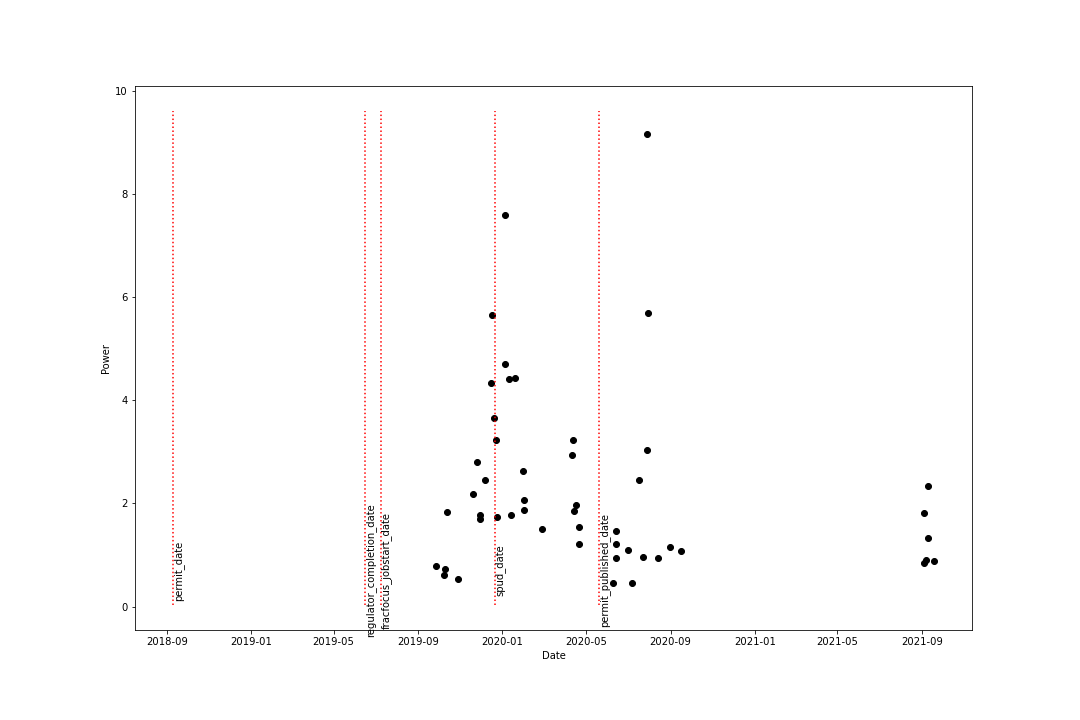 10
8
6
4
2
0
Power
permit_date
regulator_completion_date
fracfocus_jobstart_date
spud_date
permit_published_date
2018-09
2019-01
2019-05
2019-09
2020-01
2020-05
2020-09
2021-01
2021-05
2021-09
Date